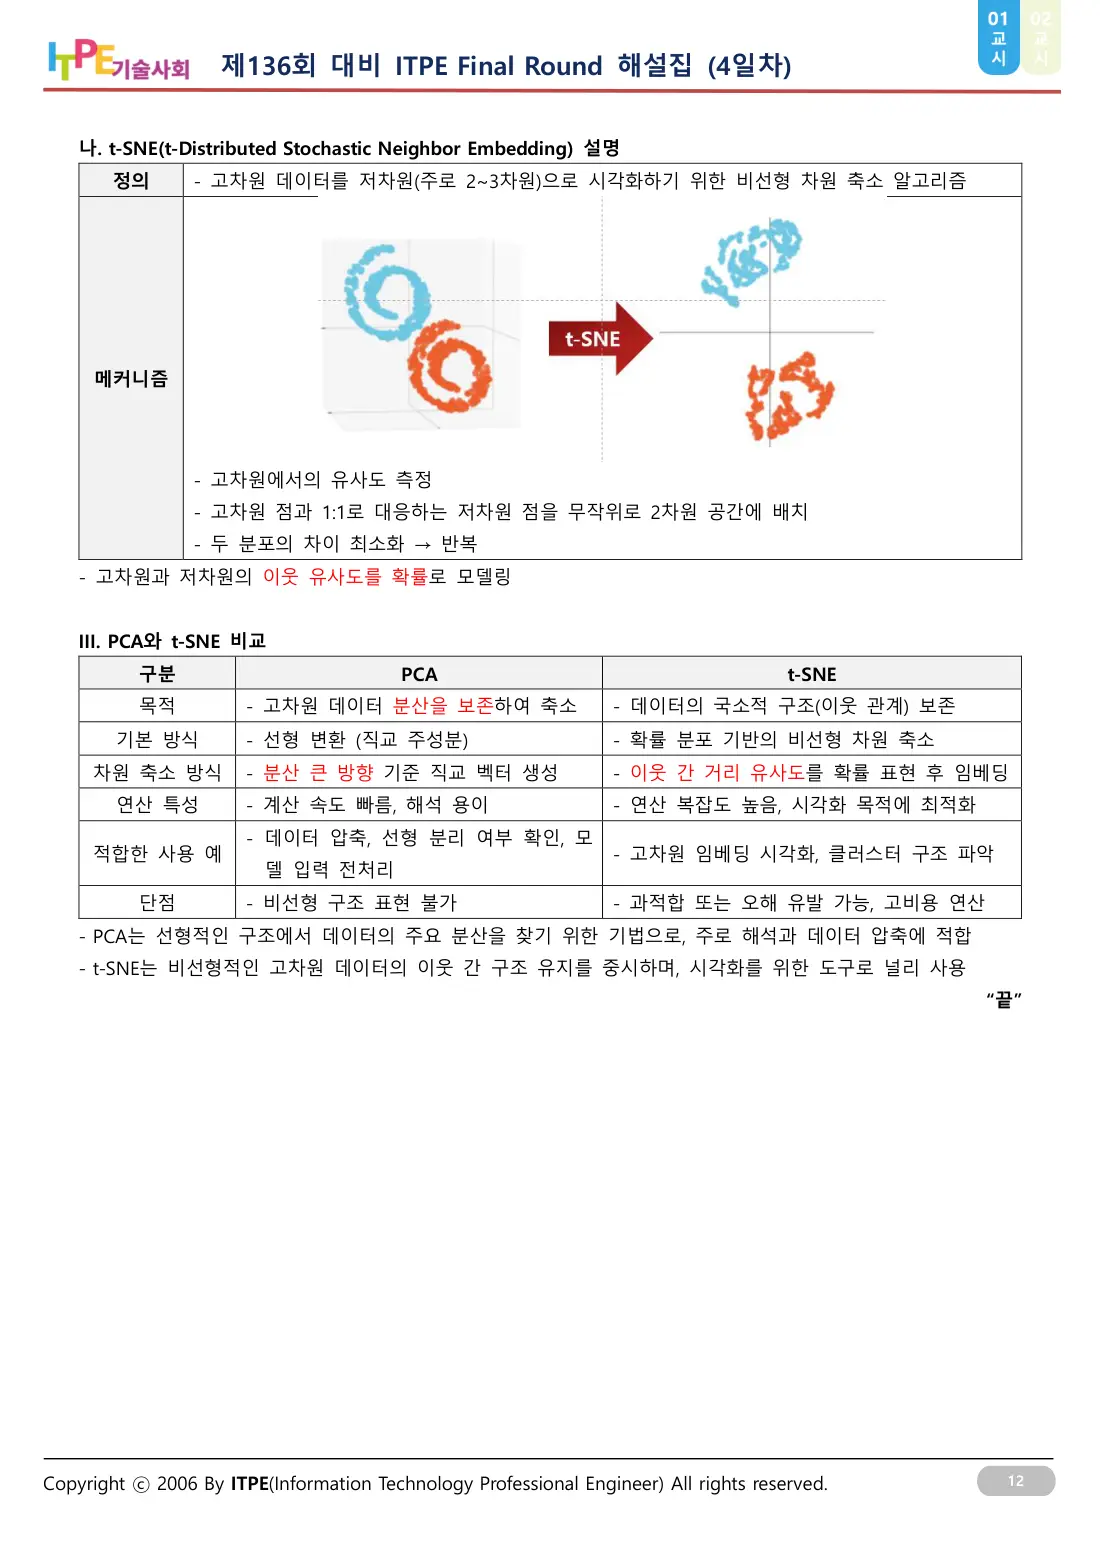 ITPE기술사회 제136회 대비 ITPE Final Round 해설집 (4일차)
01 교시
02 교시
나. t-SNE(t-Distributed Stochastic Neighbor Embedding) 설명
정의 - 고차원 데이터를 저차원(주로 2~3차원)으로 시각화하기 위한 비선형 차원 축소 알고리즘
메커니즘
t-SNE
- 고차원에서의 유사도 측정
- 고차원 점과 1:1로 대응하는 저차원 점을 무작위로 2차원 공간에 배치
- 두 분포의 차이 최소화 → 반복
- 고차원과 저차원의 이웃 유사도를 확률로 모델링
III. PCA와 t-SNE 비교
구분 PCA t-SNE
목적 - 고차원 데이터 분산을 보존하여 축소 - 데이터의 국소적 구조(이웃 관계) 보존
기본 방식 - 선형 변환 (직교 주성분) - 확률 분포 기반의 비선형 차원 축소
차원 축소 방식 - 분산 큰 방향 기준 직교 벡터 생성 - 이웃 간 거리 유사도를 확률 표현 후 임베딩
연산 특성 - 계산 속도 빠름, 해석 용이 - 연산 복잡도 높음, 시각화 목적에 최적화
적합한 사용 예 - 데이터 압축, 선형 분리 여부 확인, 모
델 입력 전처리 - 고차원 임베딩 시각화, 클러스터 구조 파악
단점 - 비선형 구조 표현 불가 - 과적합 또는 오해 유발 가능, 고비용 연산
- PCA는 선형적인 구조에서 데이터의 주요 분산을 찾기 위한 기법으로, 주로 해석과 데이터 압축에 적합
- t-SNE는 비선형적인 고차원 데이터의 이웃 간 구조 유지를 중시하며, 시각화를 위한 도구로 널리 사용
“끝”
Copyright ⓒ 2006 By ITPE(Information Technology Professional Engineer) All rights reserved.
12